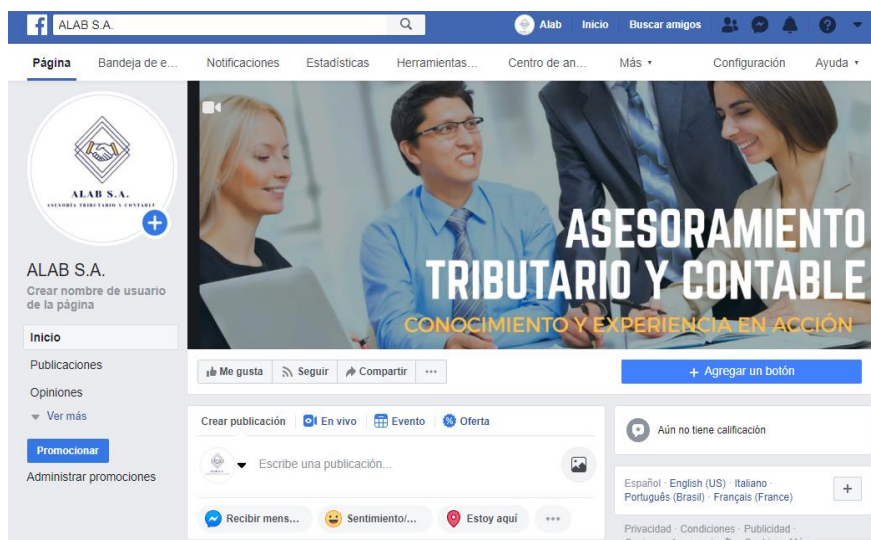 ALAB S.A.
Alab
Inicio
Buscar amigos
Página
Bandeja de e...
Notificaciones
Estadísticas
Herramientas...
Centro de an...
Más
Configuración
Ayuda
ALAB S.A.
ASESORÍA TRIBUTARIO Y CONTABLE
ASESORAMIENTO
TRIBUTARIO Y CONTABLE
CONOCIMIENTO Y EXPERIENCIA EN ACCIÓN
ALAB S.A.
Crear nombre de usuario
de la página
Inicio
Publicaciones
Opiniones
Ver más
Promocionar
Administrar promociones
Me gusta
Seguir
Compartir
+ Agregar un botón
Crear publicación
En vivo
Evento
Oferta
Escribe una publicación...
Recibir mens...
Sentimiento/...
Estoy aquí
Aún no tiene calificación
Español · English (US) · Italiano ·
Português (Brasil) · Français (France)
Privacidad · Condiciones · Publicidad ·